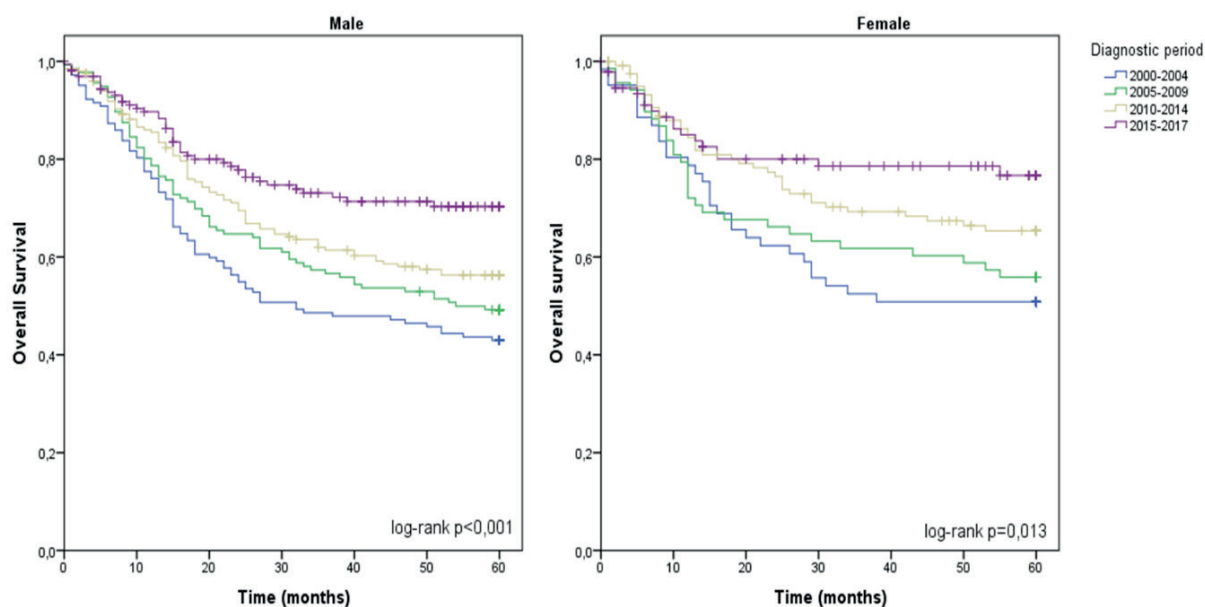 Male
Overall Survival
1,0
0,8
0,6
0,4
0,2
0,0
0 10 20 30 40 50 60
Time (months)
log-rank p<0,001
Female
Overall survival
1,0
0,8
0,6
0,4
0,2
0,0
0 10 20 30 40 50 60
Time (months)
log-rank p=0,013
Diagnostic period
2000-2004
2005-2009
2010-2014
2015-2017